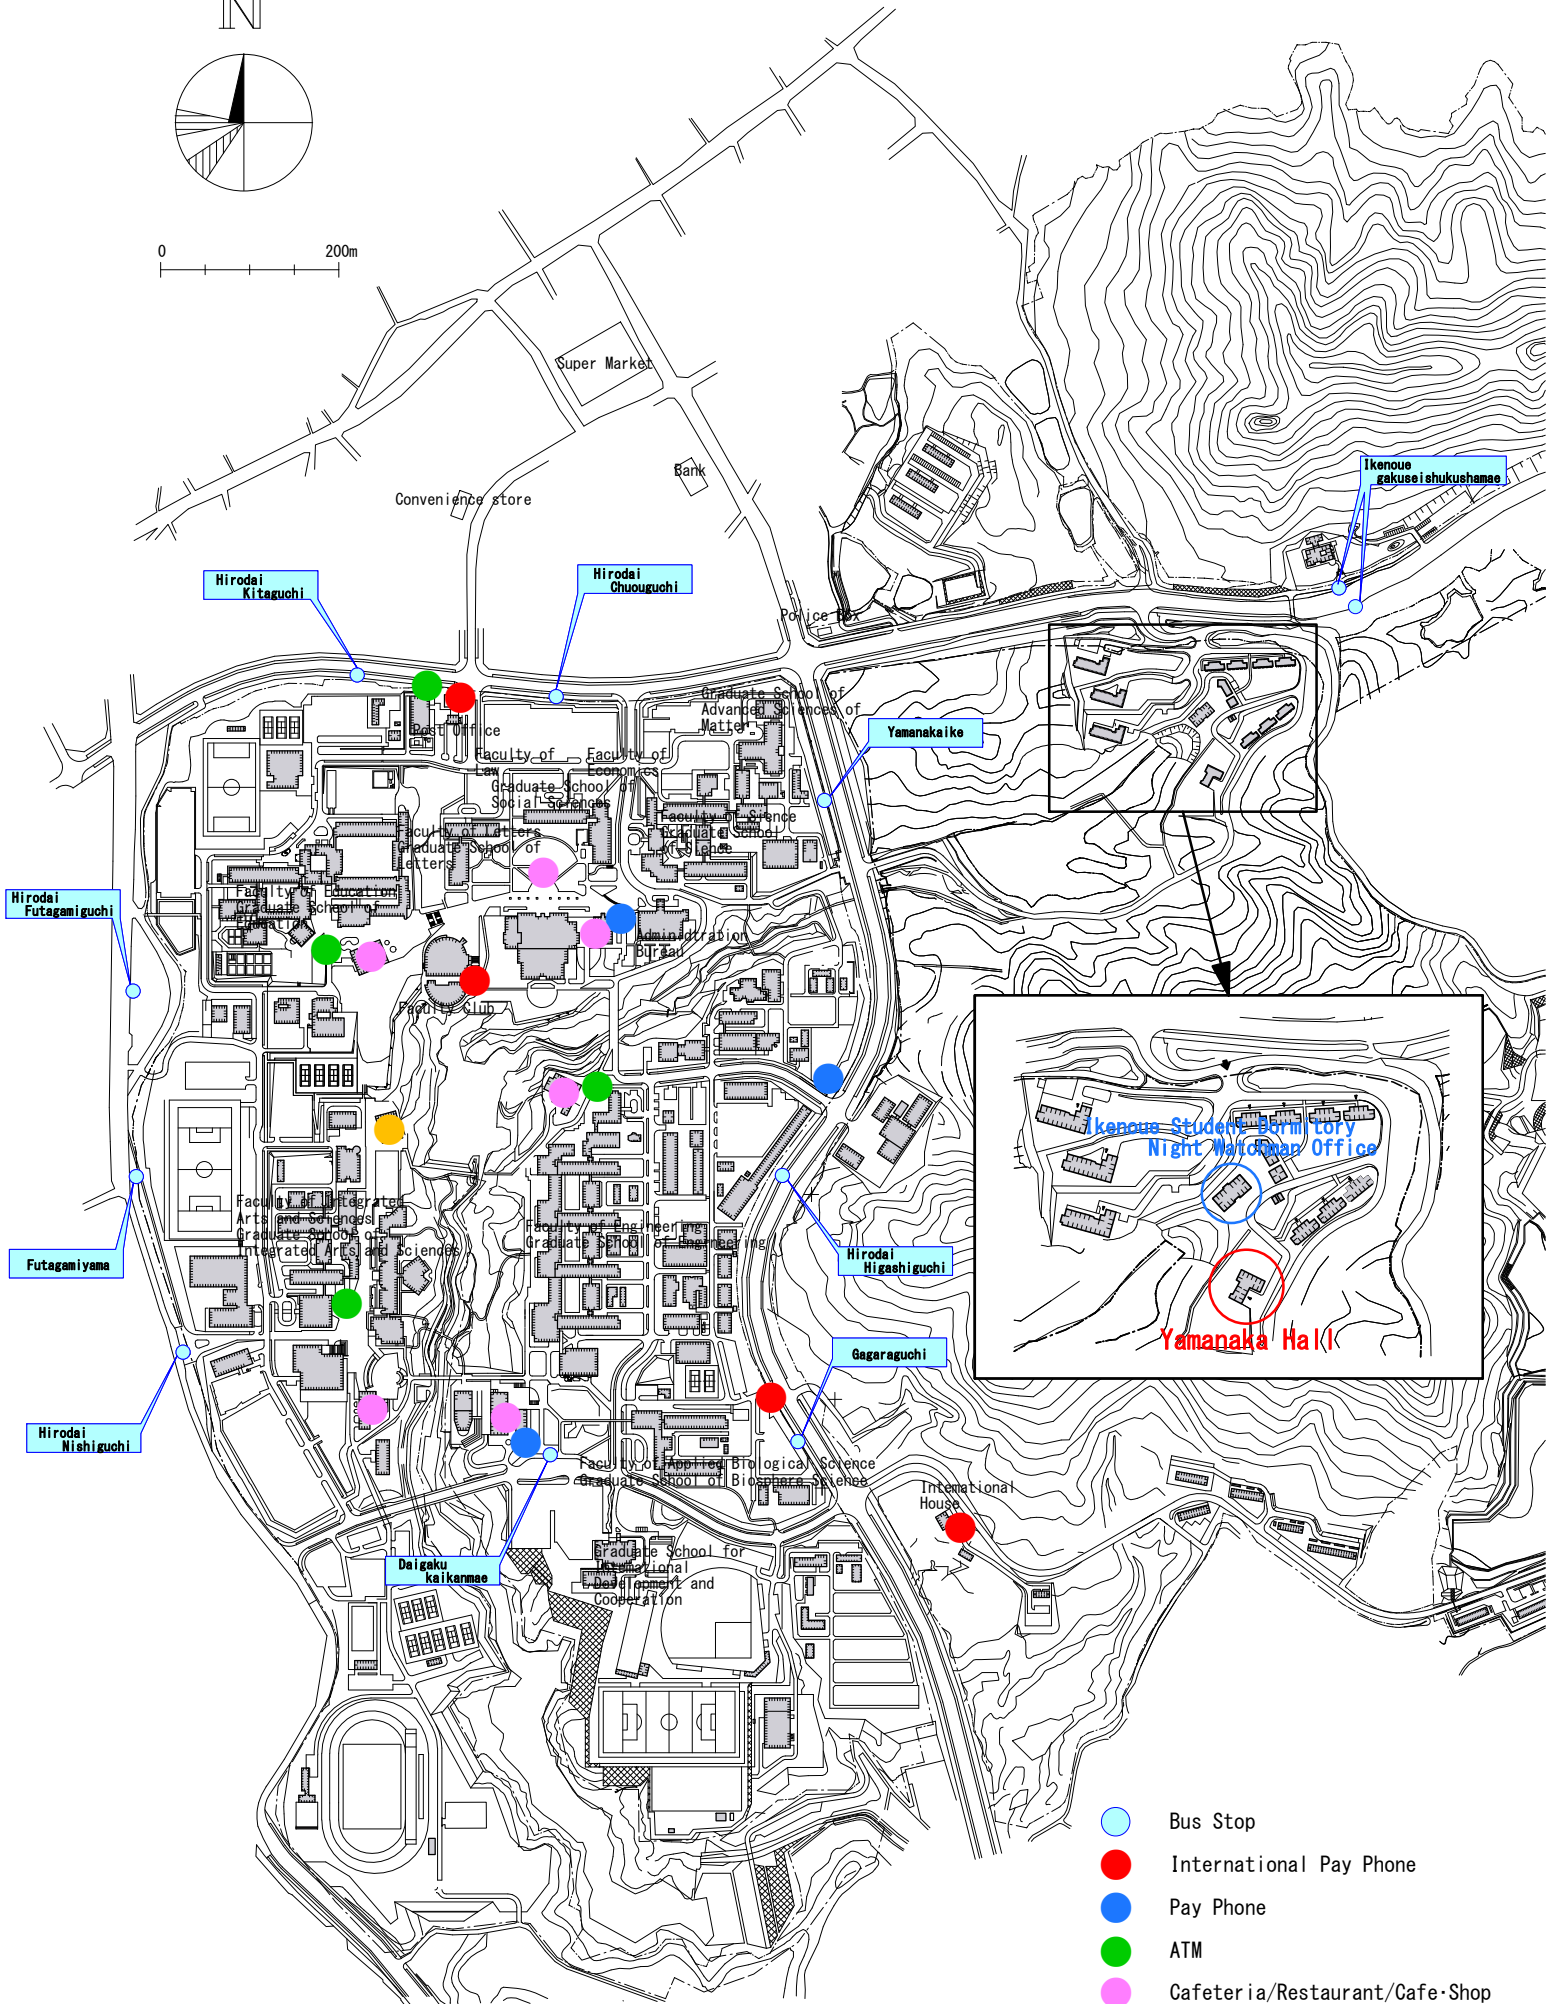 N
0 200m
Super Market
Bank
Convenience store
Ikenoue
gakuseishukushamae
Hirodai
Kitaguchi
Hirodai
Chuouguchi
Police Box
Post Office
Graduate School of
Advanced Sciences of
Matter
Yamanakaike
Faculty of
Law
Faculty of
Economics
Graduate School of
Social Sciences
Faculty of Letters
Graduate School of
Letters
Faculty of Sience
Graduate School
of Sience
Hirodai
Futagamiguchi
Faculty of Education
Graduate School of
Education
Administration
Bureau
Faculty Club
Ikenoue Student Dormitory
Night Watchman Office
Yamanaka Hall
Faculty of Integrated
Arts and Sciences
Graduate School of
Integrated Arts and Sciences
Faculty of Engineering
Graduate School of Engineering
Futagamiyama
Hirodai
Higashiguchi
Gagaraguchi
Hirodai
Nishiguchi
Faculty of Applied Biological Science
Graduate School of Biosphere Science
International
House
Daigaku
kaikanmae
Graduate School for
International
Development and
Cooperation
Bus Stop
International Pay Phone
Pay Phone
ATM
Cafeteria/Restaurant/Cafe·Shop